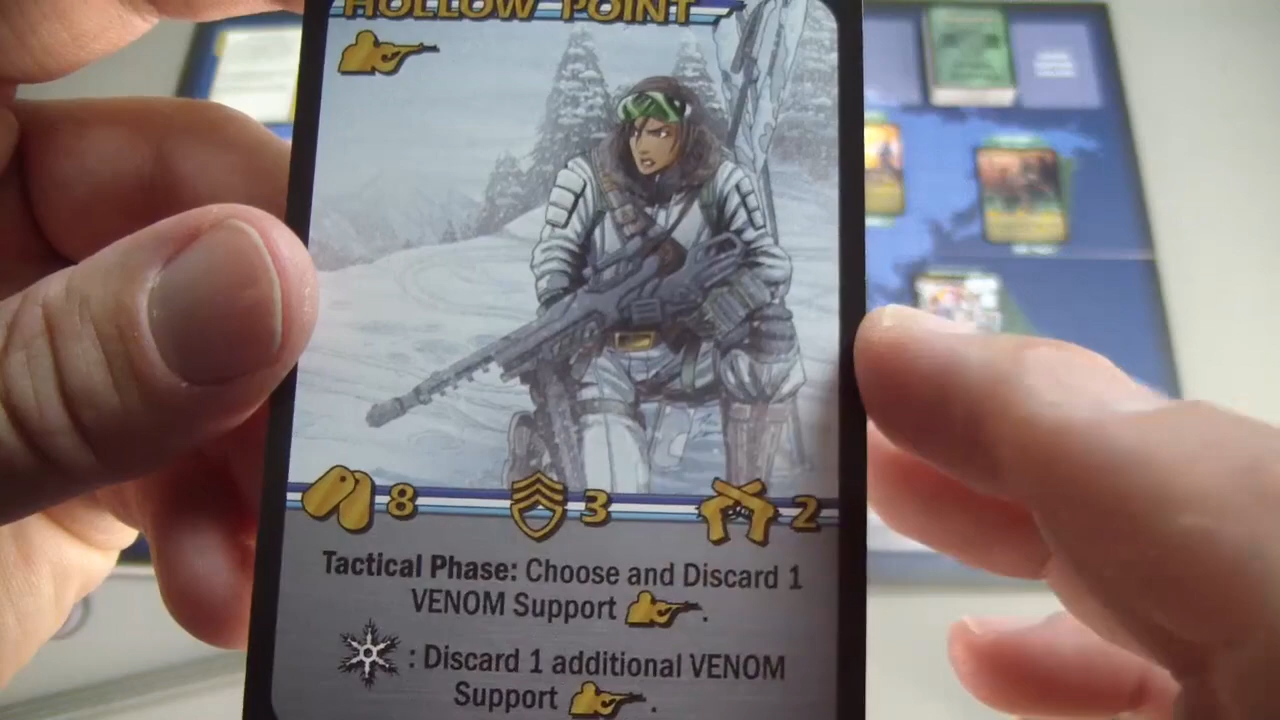 HOLLOW POINT
8 3 2
Tactical Phase: Choose and Discard 1
VENOM Support .
: Discard 1 additional VENOM
Support .